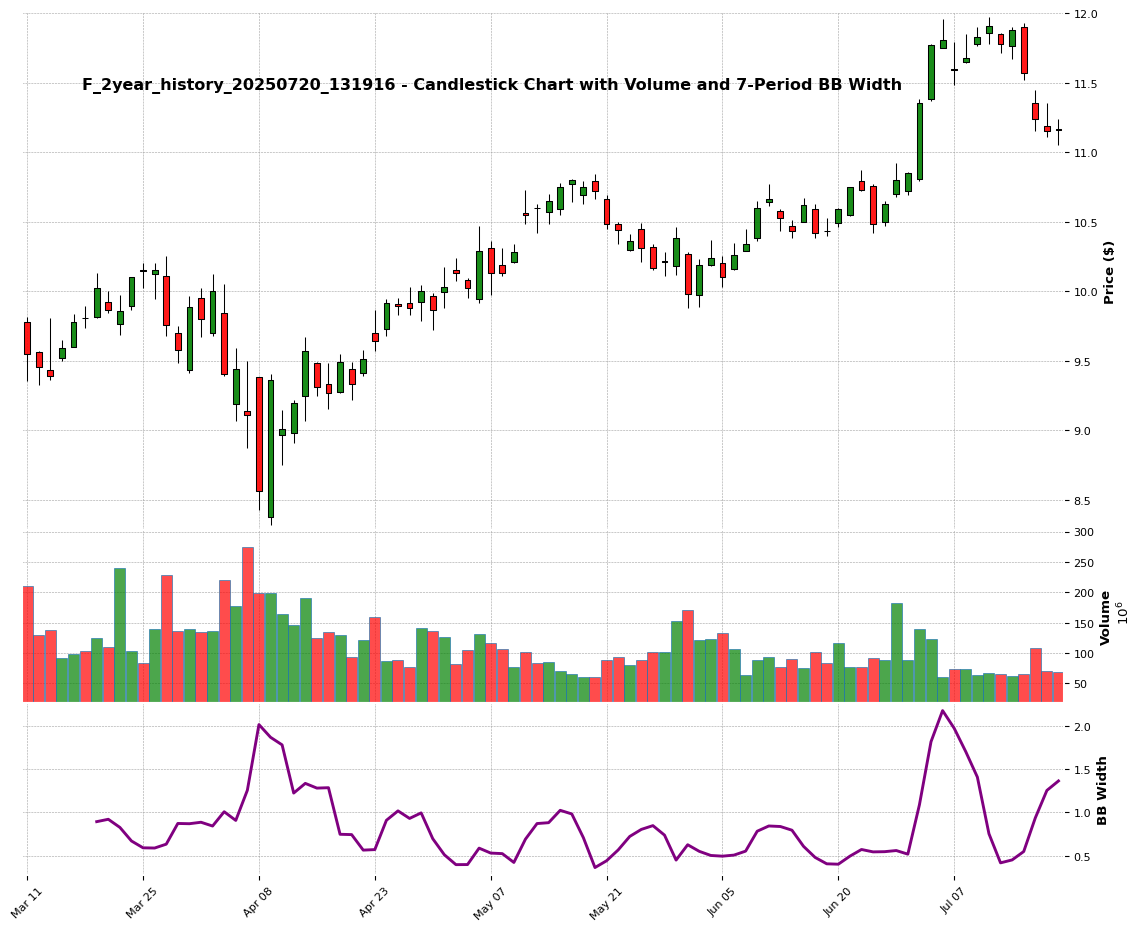 12.0
F_2year_history_20250720_131916 - Candlestick Chart with Volume and 7-Period BB Width
11.5
11.0
10.5
Price ($)
10.0
9.5
9.0
8.5
300
250
200
150
100
50
Volume
10^6
2.0
1.5
1.0
0.5
BB Width
Mar 11
Mar 25
Apr 08
Apr 23
May 07
May 21
Jun 05
Jun 20
Jul 07